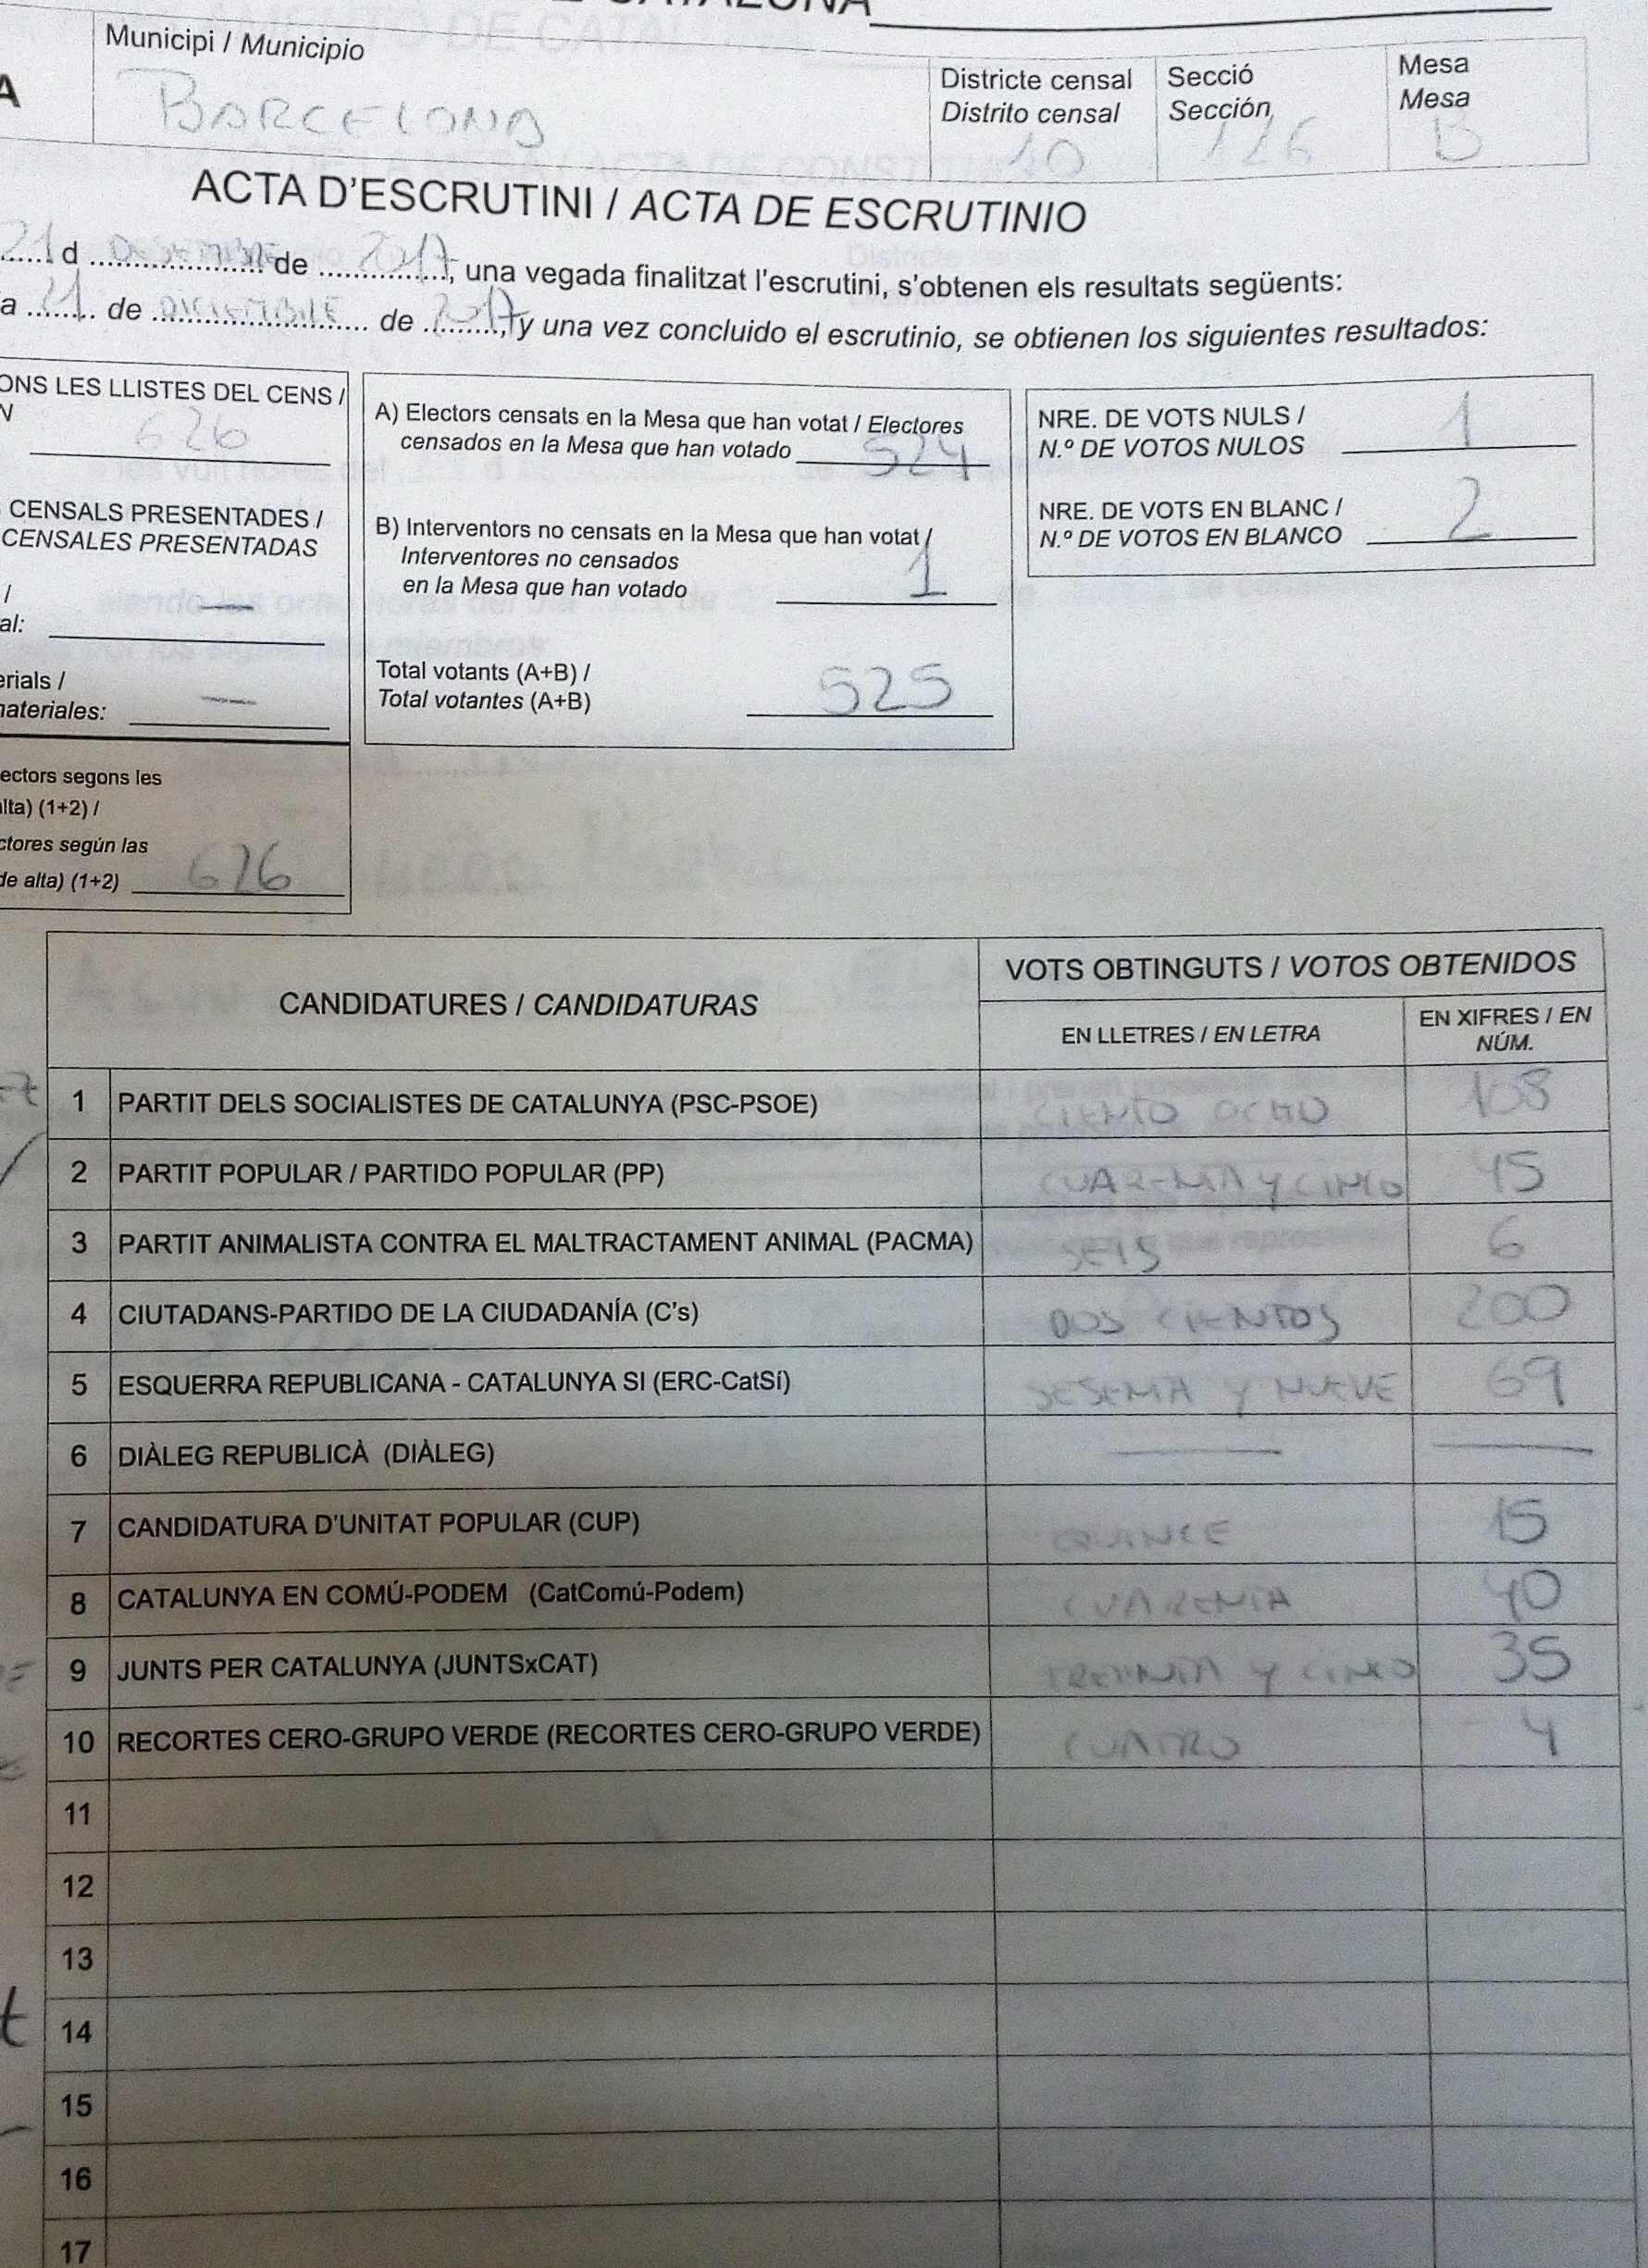 Municipi / Municipio
BARCELONA
Districte censal
Distrito censal
10
Secció
Sección
126
Mesa
Mesa
B
A
ACTA D'ESCRUTINI / ACTA DE ESCRUTINIO
21 d DESEMBRE de 2017, una vegada finalitzat l'escrutini, s'obtenen els resultats següents:
a 21 de DICIEMBRE de 2017, y una vez concluido el escrutinio, se obtienen los siguientes resultados:
ONS LES LLISTES DEL CENS /
N
626
CENSALS PRESENTADES /
CENSALES PRESENTADAS
/
al: —
erials /
materiales: —
ectors segons les
alta) (1+2) /
ctores según las
de alta) (1+2) 626
A) Electors censats en la Mesa que han votat / Electores
censados en la Mesa que han votado 524
B) Interventors no censats en la Mesa que han votat /
Interventores no censados
en la Mesa que han votado 1
Total votants (A+B) /
Total votantes (A+B) 525
NRE. DE VOTS NULS /
N.º DE VOTOS NULOS 1
NRE. DE VOTS EN BLANC /
N.º DE VOTOS EN BLANCO 2
CANDIDATURES / CANDIDATURAS
VOTS OBTINGUTS / VOTOS OBTENIDOS
EN LLETRES / EN LETRA
EN XIFRES / EN
NÚM.
1 PARTIT DELS SOCIALISTES DE CATALUNYA (PSC-PSOE) CIENTO OCHO 108
2 PARTIT POPULAR / PARTIDO POPULAR (PP) CUARENTA Y CINCO 45
3 PARTIT ANIMALISTA CONTRA EL MALTRACTAMENT ANIMAL (PACMA) SEIS 6
4 CIUTADANS-PARTIDO DE LA CIUDADANÍA (C's) DOS CIENTOS 200
5 ESQUERRA REPUBLICANA - CATALUNYA SI (ERC-CatSí) SESENTA Y NUEVE 69
6 DIÀLEG REPUBLICÀ (DIÀLEG) — —
7 CANDIDATURA D'UNITAT POPULAR (CUP) QUINCE 15
8 CATALUNYA EN COMÚ-PODEM (CatComú-Podem) CUARENTA 40
9 JUNTS PER CATALUNYA (JUNTSxCAT) TREINTA Y CINCO 35
10 RECORTES CERO-GRUPO VERDE (RECORTES CERO-GRUPO VERDE) CUATRO 4
11
12
13
14
15
16
17